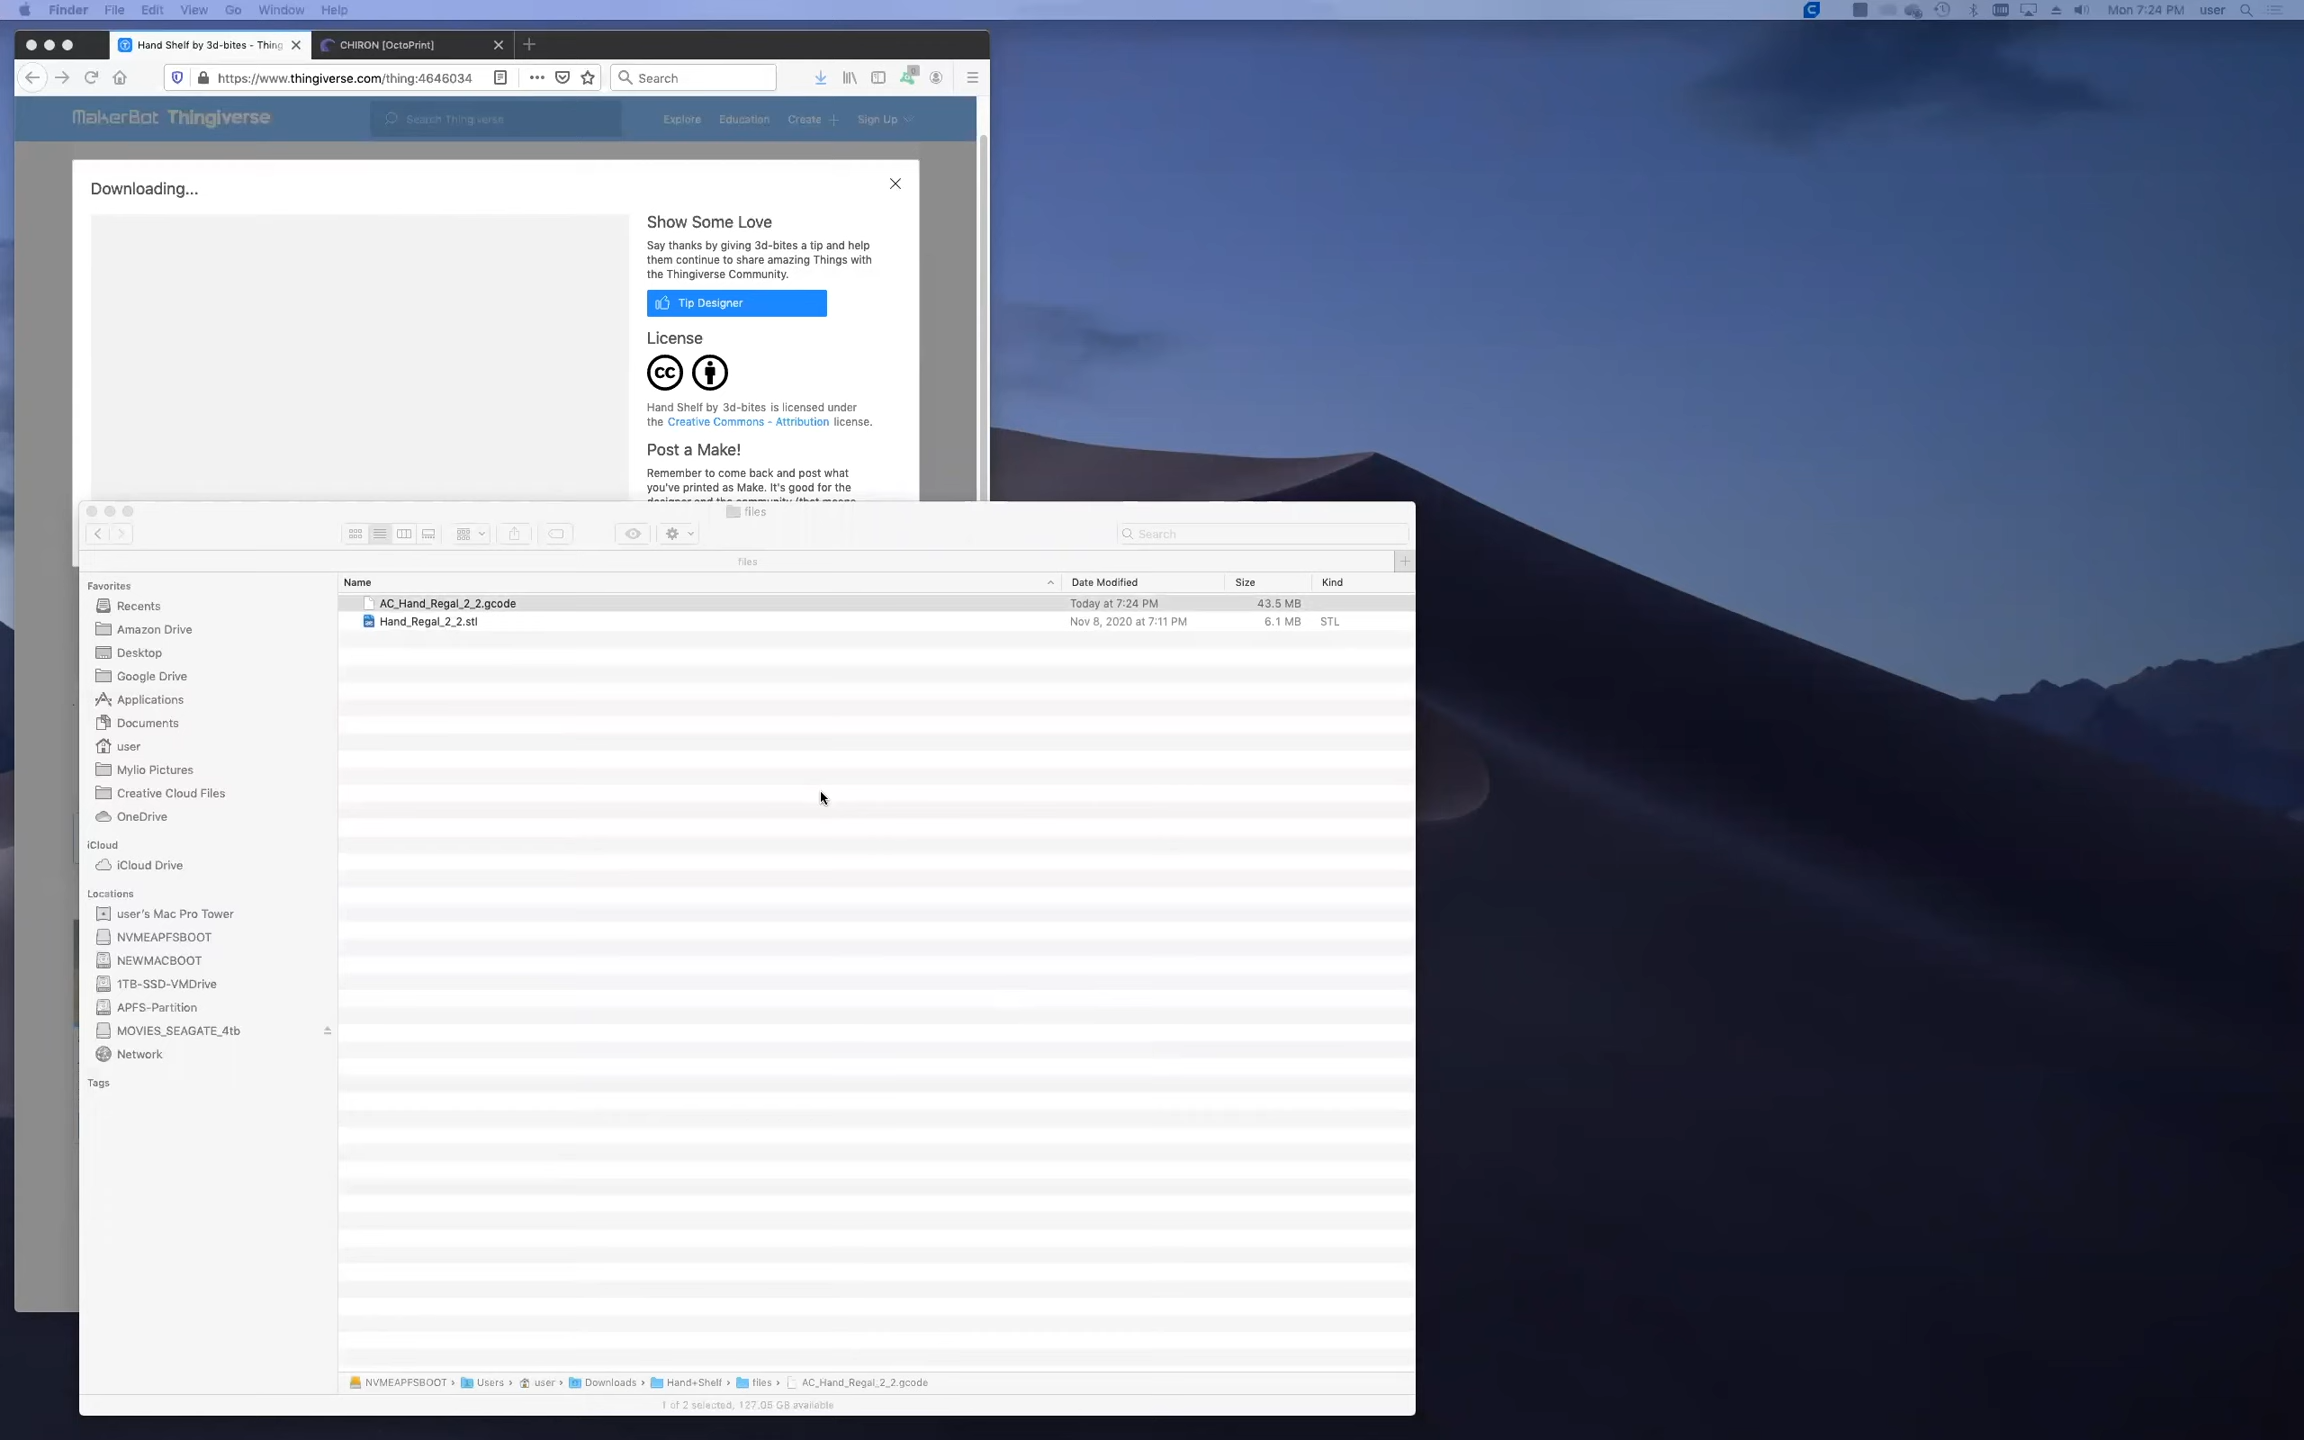 Finder File Edit View Go Window Help
Mon 7:24 PM user
Hand Shelf by 3d-bites - Thing
CHIRON [OctoPrint]
https://www.thingiverse.com/thing:4646034
Search
MakerBot Thingiverse
Search Thingiverse
Explore Education Create Sign Up
Downloading...
Show Some Love
Say thanks by giving 3d-bites a tip and help
them continue to share amazing Things with
the Thingiverse Community.
Tip Designer
License
CC
Hand Shelf by 3d-bites is licensed under
the Creative Commons - Attribution license.
Post a Make!
Remember to come back and post what
you've printed as Make. It's good for the
files
Search
files
Name Date Modified Size Kind
AC_Hand_Regal_2_2.gcode Today at 7:24 PM 43.5 MB
Hand_Regal_2_2.stl Nov 8, 2020 at 7:11 PM 6.1 MB STL
Favorites
Recents
Amazon Drive
Desktop
Google Drive
Applications
Documents
user
Mylio Pictures
Creative Cloud Files
OneDrive
iCloud
iCloud Drive
Locations
user's Mac Pro Tower
NVMEAPFSBOOT
NEWMACBOOT
1TB-SSD-VMDrive
APFS-Partition
MOVIES_SEAGATE_4tb
Network
Tags
NVMEAPFSBOOT › Users › user › Downloads › Hand+Shelf › files › AC_Hand_Regal_2_2.gcode
1 of 2 selected, 127.05 GB available